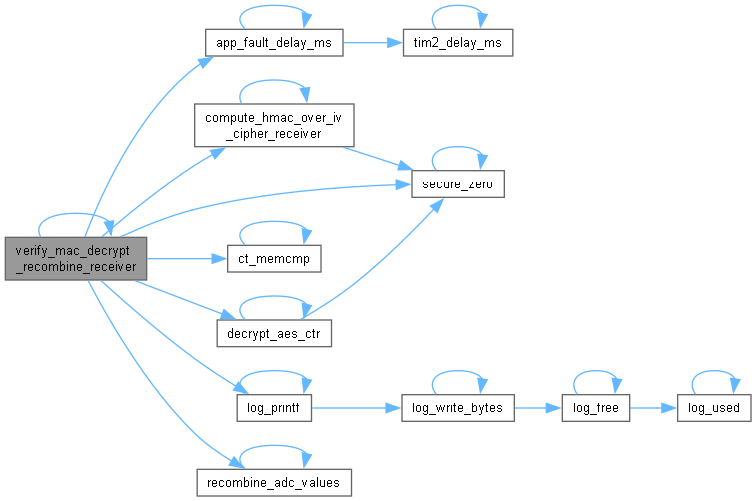 app_fault_delay_ms
tim2_delay_ms
compute_hmac_over_iv
_cipher_receiver
secure_zero
verify_mac_decrypt
_recombine_receiver
ct_memcmp
decrypt_aes_ctr
log_printf
log_write_bytes
log_free
log_used
recombine_adc_values